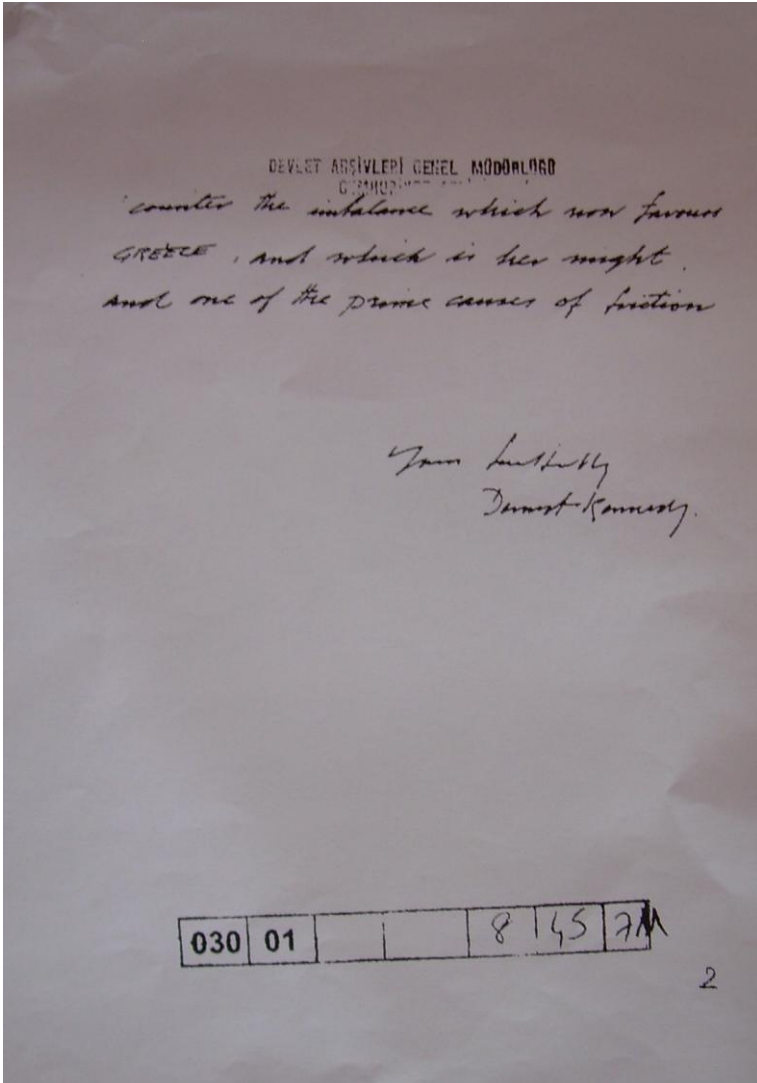 DEVLET ARŞİVLERİ GENEL MÜDÜRLÜĞÜ
counter the imbalance which now favours
GREECE, and which is her might.
and one of the prime causes of friction
Yours faithfully
Kennedy.
030 01 8 45 7
2